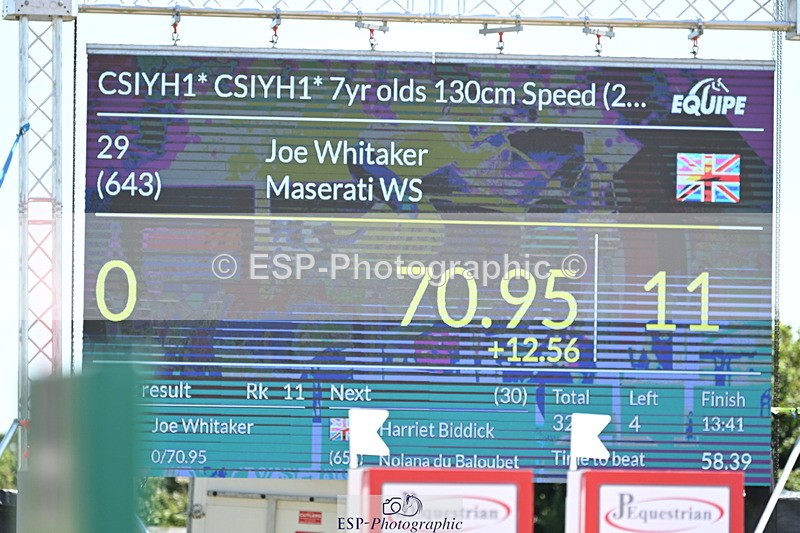 CSIYH1* CSIYH1* 7yr olds 130cm Speed (2...
EQUIPE
29 Joe Whitaker
(643) Maserati WS
© ESP-Photographic ©
0 70.95 11
+12.56
result Rk 11 Next (30) Total Left Finish
Joe Whitaker Harriet Biddick 32 4 13:41
0/70.95 (65 Nolana du Baloubet Time to beat 58.39
JPEquestrian
equestrian
ESP-Photographic